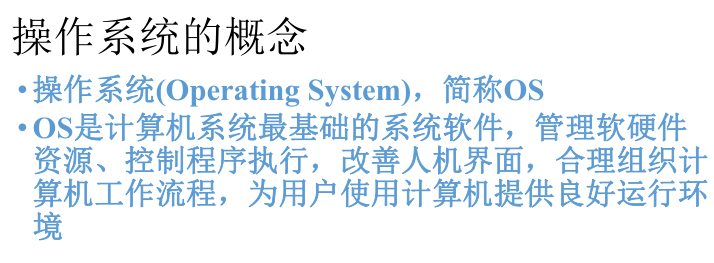 操作系统的概念
•操作系统(Operating System)，简称OS
•OS是计算机系统最基础的系统软件，管理软硬件
资源、控制程序执行，改善人机界面，合理组织计
算机工作流程，为用户使用计算机提供良好运行环
境